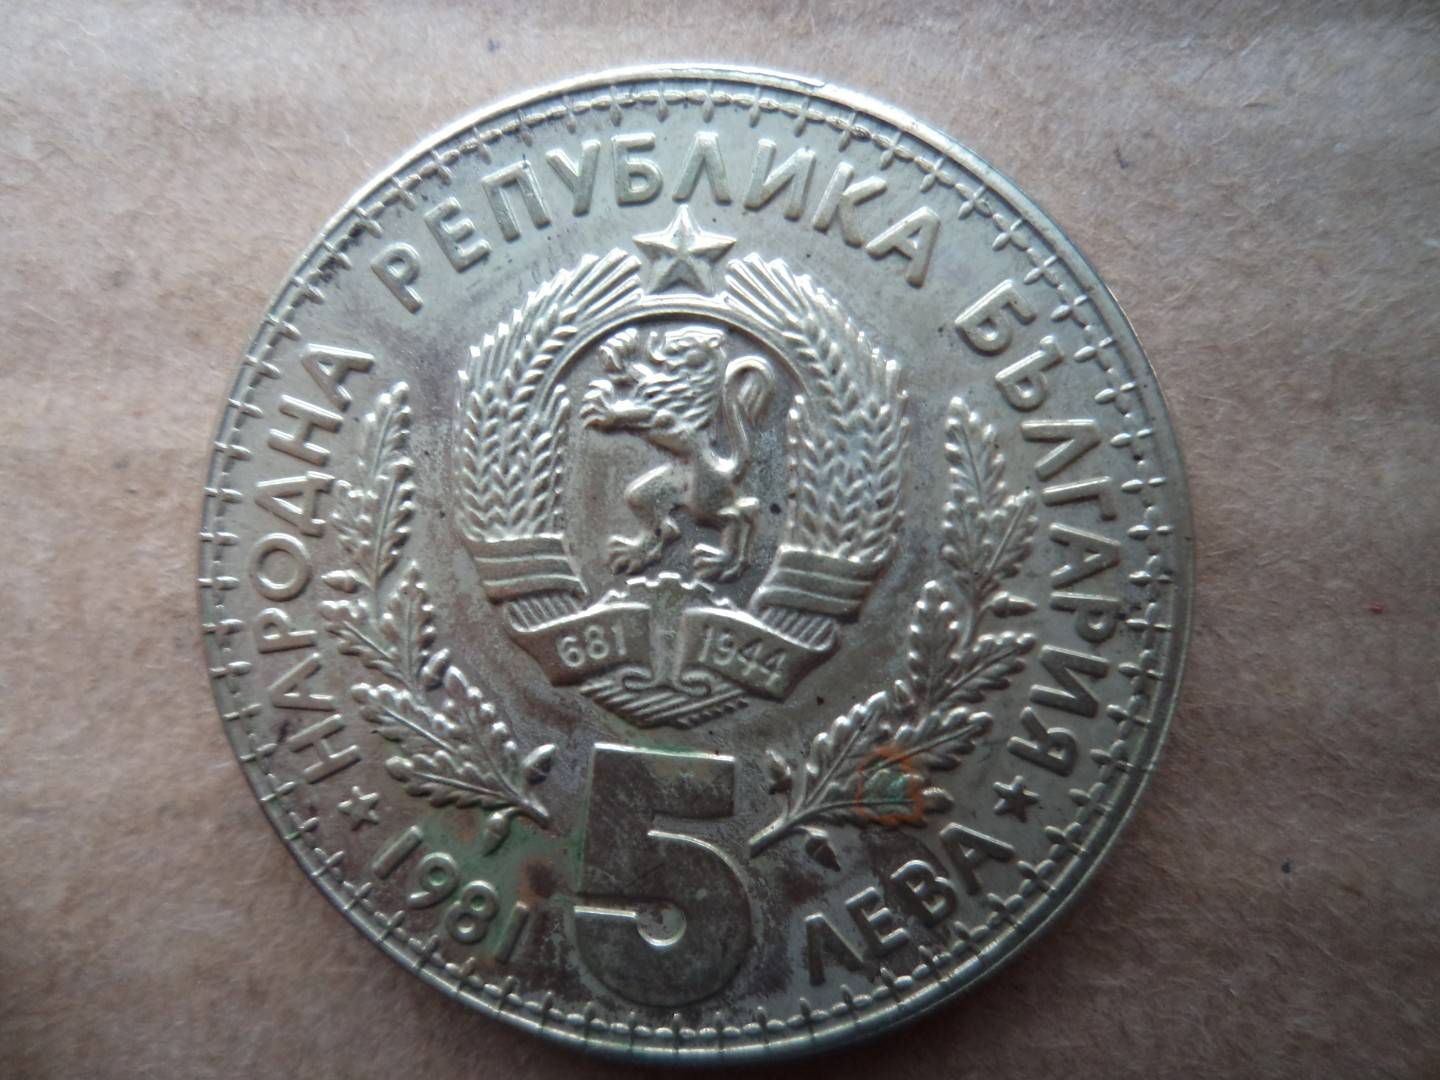 НАРОДНА РЕПУБЛИКА БЪЛГАРИЯ
681 1944
5
1981 ЛЕВА